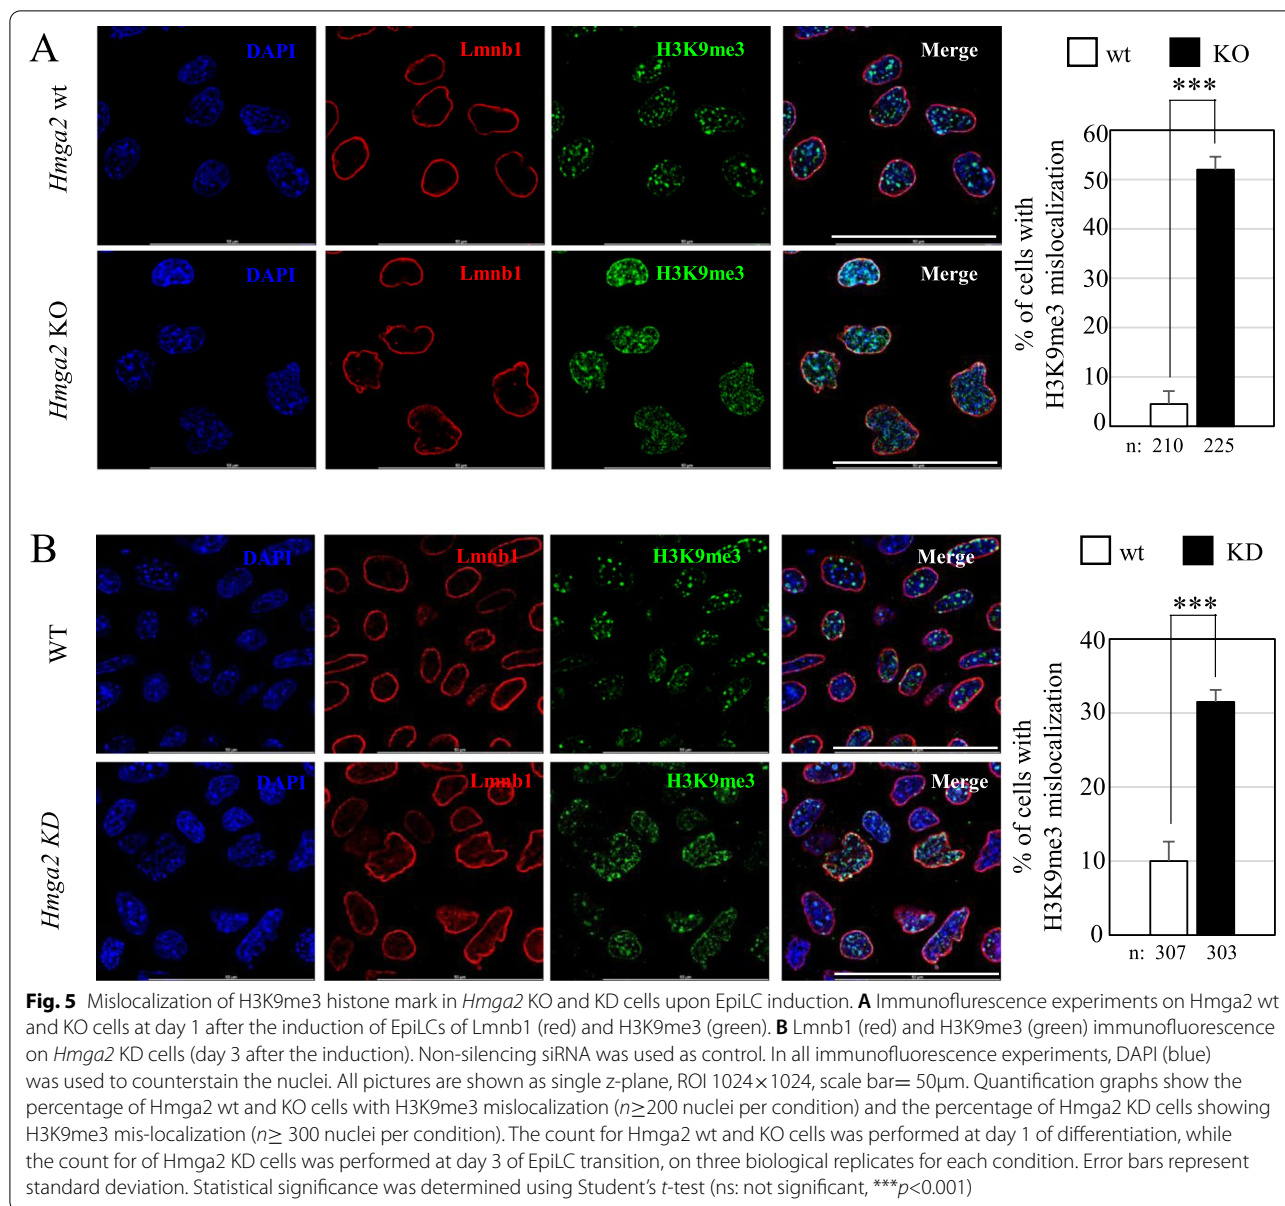 A
Hmga2 wt
DAPI
Lmnb1
H3K9me3
Merge
Hmga2 KO
DAPI
Lmnb1
H3K9me3
Merge
wt KO
***
% of cells with
H3K9me3 mislocalization
60
50
40
30
20
10
0
n: 210 225
B
WT
DAPI
Lmnb1
H3K9me3
Merge
Hmga2 KD
DAPI
Lmnb1
H3K9me3
Merge
wt KD
***
% of cells with
H3K9me3 mislocalization
40
30
20
10
0
n: 307 303
Fig. 5 Mislocalization of H3K9me3 histone mark in Hmga2 KO and KD cells upon EpiLC induction. A Immunoflurescence experiments on Hmga2 wt
and KO cells at day 1 after the induction of EpiLCs of Lmnb1 (red) and H3K9me3 (green). B Lmnb1 (red) and H3K9me3 (green) immunofluorescence
on Hmga2 KD cells (day 3 after the induction). Non-silencing siRNA was used as control. In all immunofluorescence experiments, DAPI (blue)
was used to counterstain the nuclei. All pictures are shown as single z-plane, ROI 1024×1024, scale bar= 50µm. Quantification graphs show the
percentage of Hmga2 wt and KO cells with H3K9me3 mislocalization (n≥200 nuclei per condition) and the percentage of Hmga2 KD cells showing
H3K9me3 mis-localization (n≥ 300 nuclei per condition). The count for Hmga2 wt and KO cells was performed at day 1 of differentiation, while
the count for of Hmga2 KD cells was performed at day 3 of EpiLC transition, on three biological replicates for each condition. Error bars represent
standard deviation. Statistical significance was determined using Student's t-test (ns: not significant, ***p<0.001)